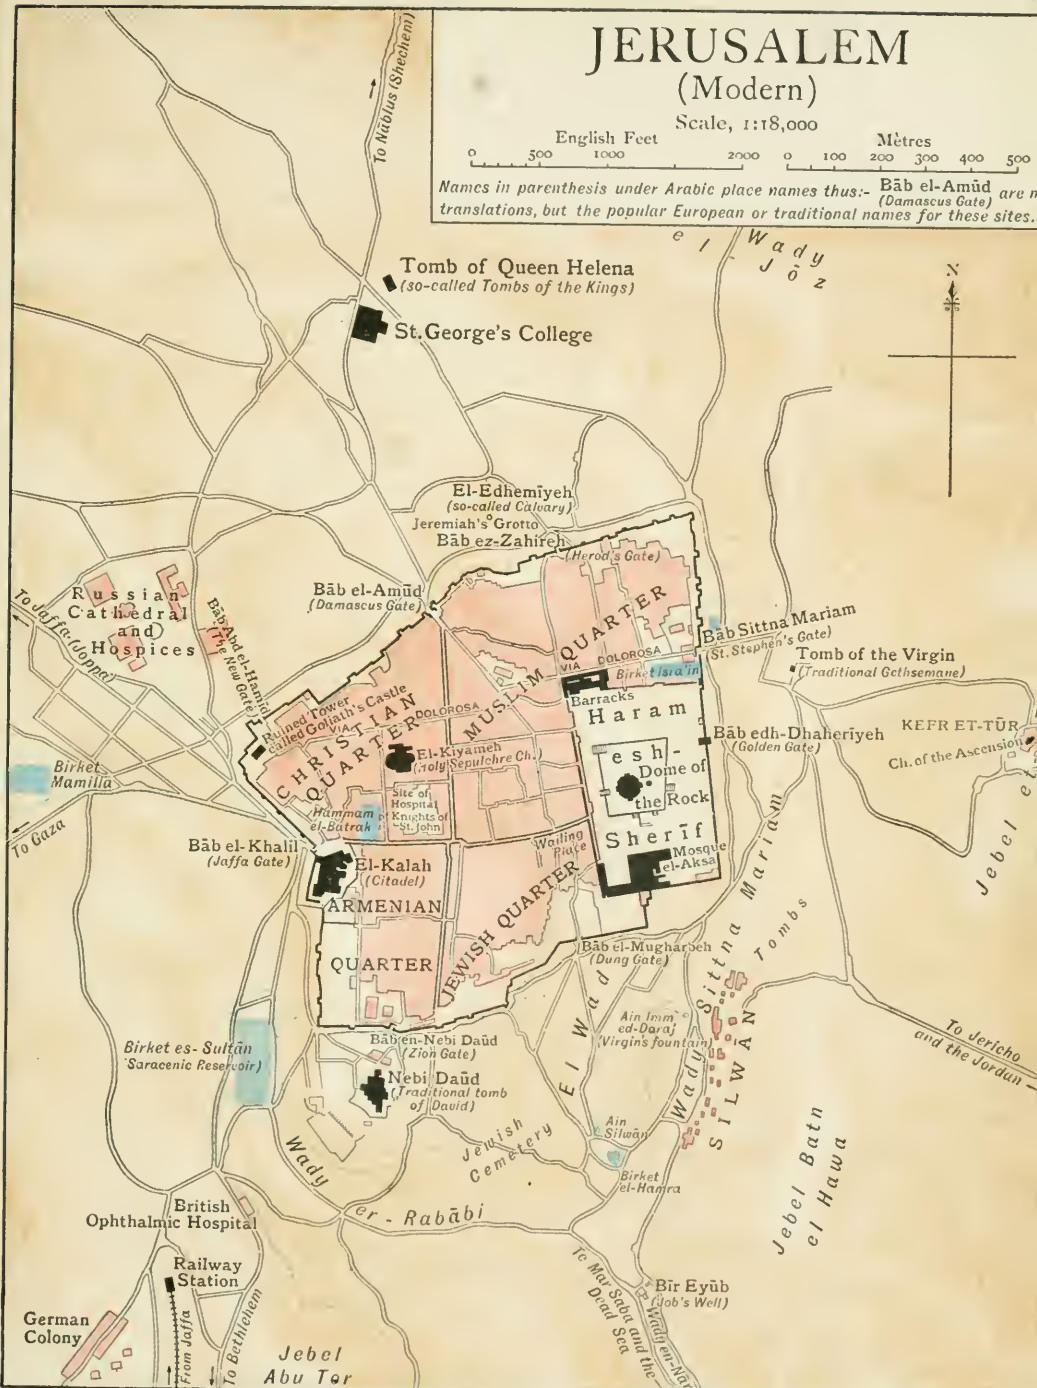 JERUSALEM
(Modern)
Scale, 1:18,000
English Feet
Mètres
0 500 1000 2000
0 100 200 300 400 500
Names in parenthesis under Arabic place names thus:- Bāb el-Amūd are n
(Damascus Gate)
translations, but the popular European or traditional names for these sites.
To Nāblus (Shechem)
Wady
el-Jōz
N
Tomb of Queen Helena
(so-called Tombs of the Kings)
St. George's College
El-Edhemīyeh
(so-called Calvary)
Jeremiah's Grotto
Bāb ez-Zahireh
(Herod's Gate)
Bāb el-Amūd
(Damascus Gate)
Russian
Cathedral
and
Hospices
To Jaffa (Joppa)
Bāb Abd el-Hamīd
(The New Gate)
Ruined Tower
called Goliath's Castle
VIA DOLOROSA
CHRISTIAN
QUARTER
MUSLIM QUARTER
VIA DOLOROSA
Birket Isra'in
Barracks
Bāb Sittna Mariam
(St. Stephen's Gate)
Tomb of the Virgin
(Traditional Gethsemane)
Haram
esh-
Sherīf
Dome of
the Rock
Bāb edh-Dhaherīyeh
(Golden Gate)
KEFR ET-TŪR
Ch. of the Ascension
Jebel et
El-Kiyameh
(Holy Sepulchre Ch.)
Site of
Hospital
Knights of
St. John
Hammam
el-Batrak
Birket
Mamilla
To Gaza
Bāb el-Khalil
(Jaffa Gate)
El-Kalah
(Citadel)
Wailing
Place
Mosque
el-Aksa
ARMENIAN
QUARTER
JEWISH QUARTER
Bāb el-Mugharbeh
(Dung Gate)
Wady Sittna Mariam
Tombs
Bāb en-Nebi Daūd
(Zion Gate)
Nebi Daūd
(Traditional tomb
of David)
Birket es-Sultān
Saracenic Reservoir)
El Wad
Ain Imm
ed-Daraj
(Virgin's fountain)
SILWĀN
To Jericho
and the Jordan
Ain
Silwān
Birket
el-Hamra
Jewish
Cemetery
Jebel Batn
el Hawa
Wady
er-Rabābi
British
Ophthalmic Hospital
Railway
Station
German
Colony
From Jaffa
To Bethlehem
Jebel
Abu Tor
To Mar Saba and the
Dead Sea
Bīr Eyūb
(Job's Well)
Wady en-Nār